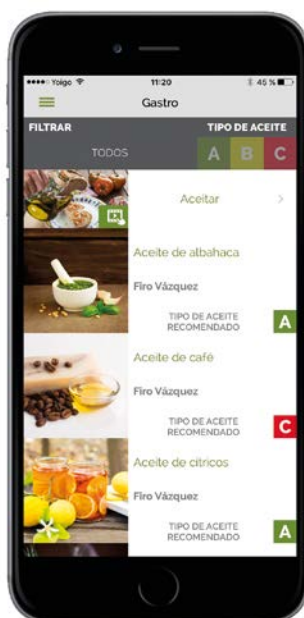 Yoigo 11:20 45 %
Gastro
FILTRAR TIPO DE ACEITE
TODOS A B C
Aceitar
Aceite de albahaca
Firo Vázquez
TIPO DE ACEITE
RECOMENDADO A
Aceite de café
Firo Vázquez
TIPO DE ACEITE
RECOMENDADO C
Aceite de cítricos
Firo Vázquez
TIPO DE ACEITE
RECOMENDADO A